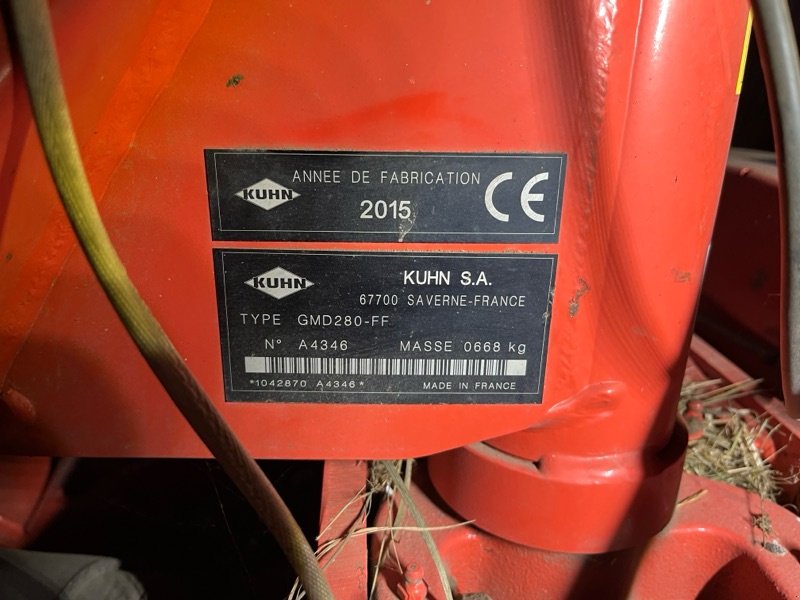 KUHN
ANNEE DE FABRICATION
2015
CE
KUHN
KUHN S.A.
67700 SAVERNE-FRANCE
TYPE GMD280-FF
N° A4346 MASSE 0668 kg
*1042870 A4346* MADE IN FRANCE